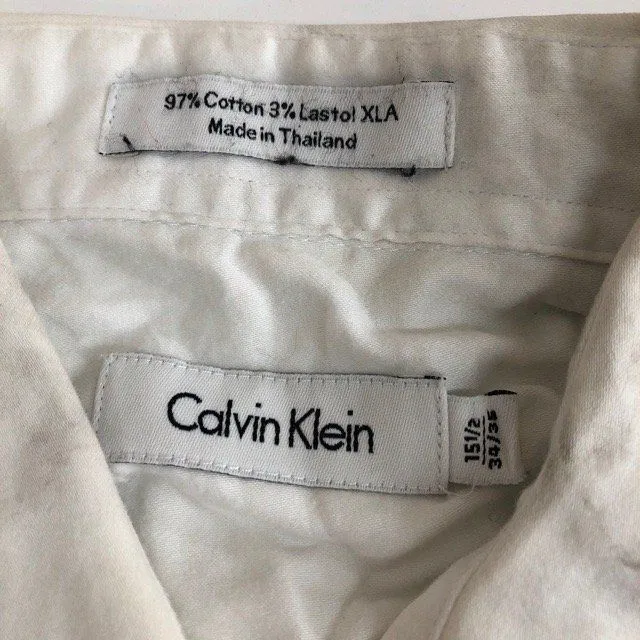 97% Cotton 3% Lastol XLA
Made in Thailand
Calvin Klein
15 1/2
34/35